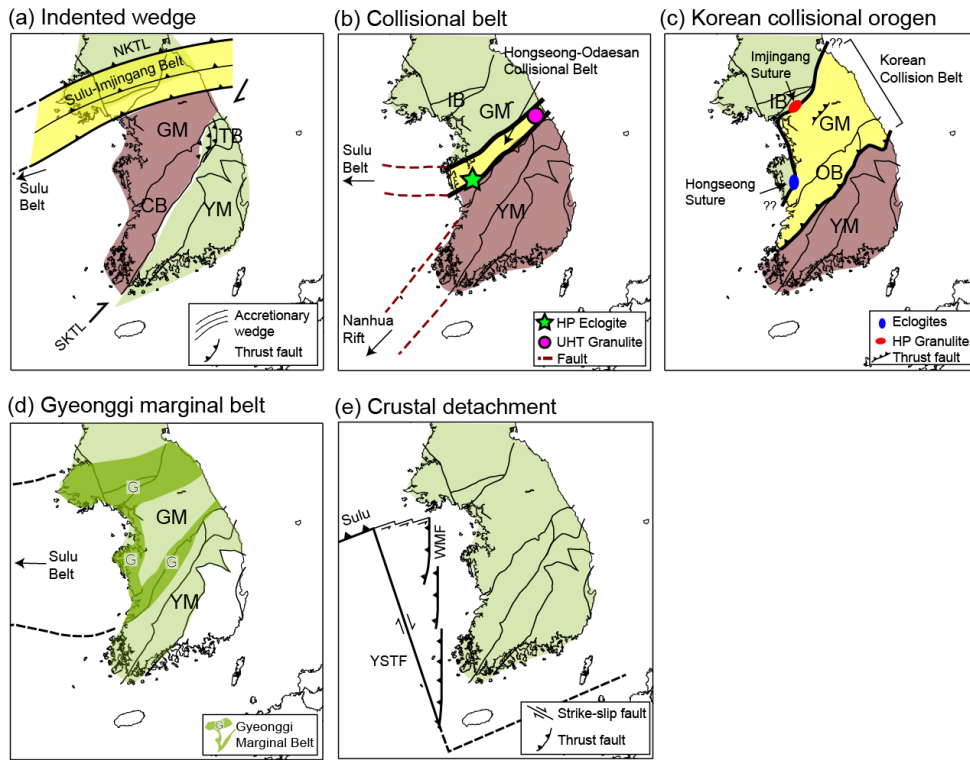 (a) Indented wedge
NKTL
Sulu-Imjingang Belt
GM
TB
Sulu
Belt
CB
YM
SKTL
Accretionary
wedge
Thrust fault
(b) Collisional belt
Hongseong-Odaesan
Collisional Belt
IB
GM
Sulu
Belt
YM
Nanhua
Rift
HP Eclogite
UHT Granulite
Fault
(c) Korean collisional orogen
??
Imjingang
Suture
Korean
Collision Belt
IB
GM
Hongseong
Suture
OB
??
YM
Eclogites
HP Granulite
Thrust fault
(d) Gyeonggi marginal belt
G
GM
Sulu
Belt
G
G
YM
G
Gyeonggi
Marginal Belt
(e) Crustal detachment
Sulu
WMF
YSTF
Strike-slip fault
Thrust fault